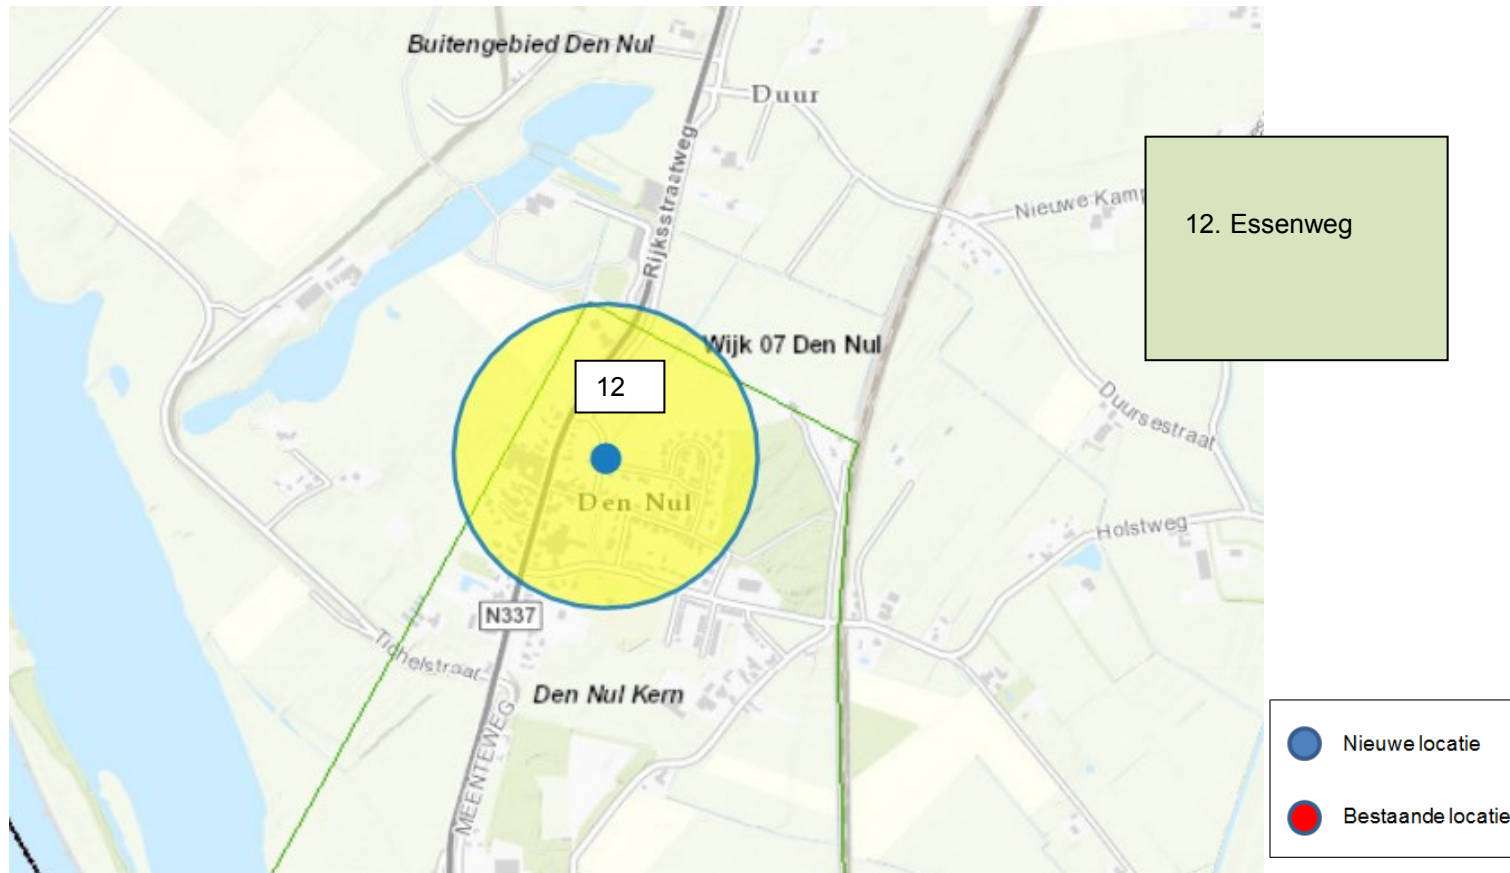 Buitengebied Den Nul
Duur
Rijksstraatweg
Nieuwe Kamp
12. Essenweg
Wijk 07 Den Nul
12
Duursestraat
Den Nul
Holstweg
N337
Tichelstraat
Den Nul Kern
MEENTEWEG
Nieuwe locatie
Bestaande locatie